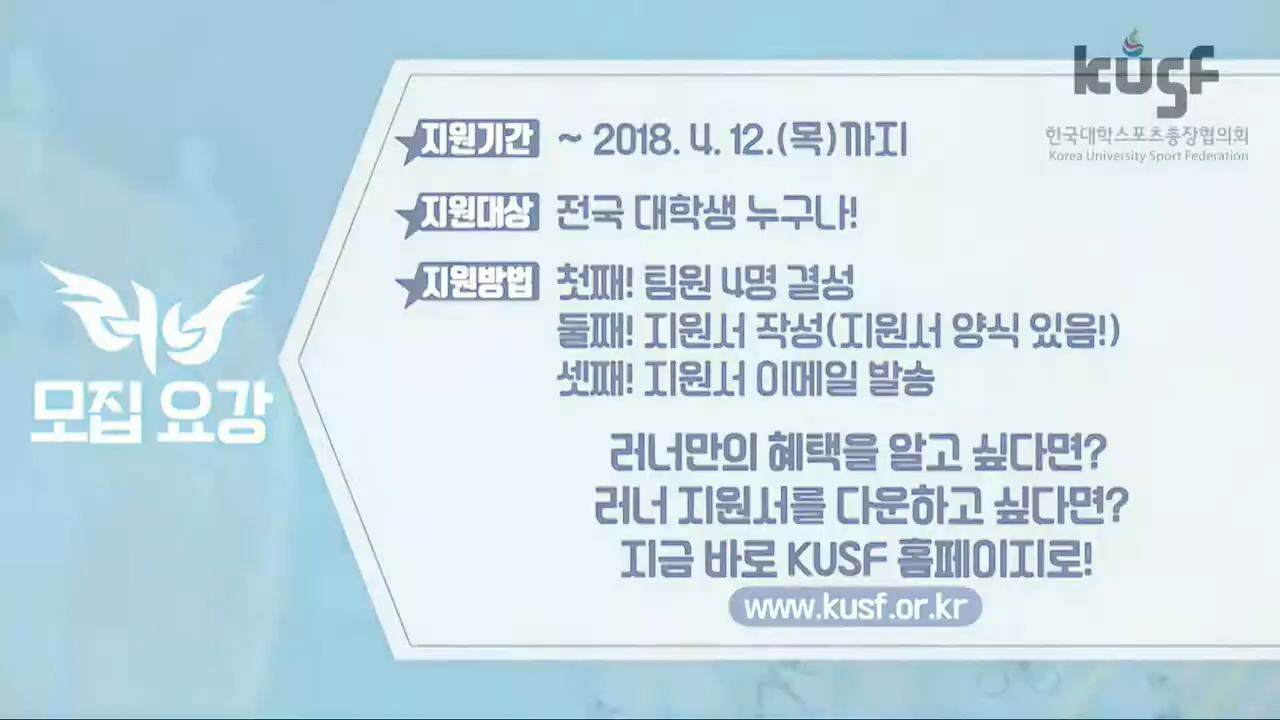 kusf
한국대학스포츠총장협의회
Korea University Sport Federation
러너
모집 요강
지원기간 ~ 2018. 4. 12.(목)까지
지원대상 전국 대학생 누구나!
지원방법 첫째! 팀원 4명 결성
둘째! 지원서 작성(지원서 양식 있음!)
셋째! 지원서 이메일 발송
러너만의 혜택을 알고 싶다면?
러너 지원서를 다운하고 싶다면?
지금 바로 KUSF 홈페이지로!
www.kusf.or.kr